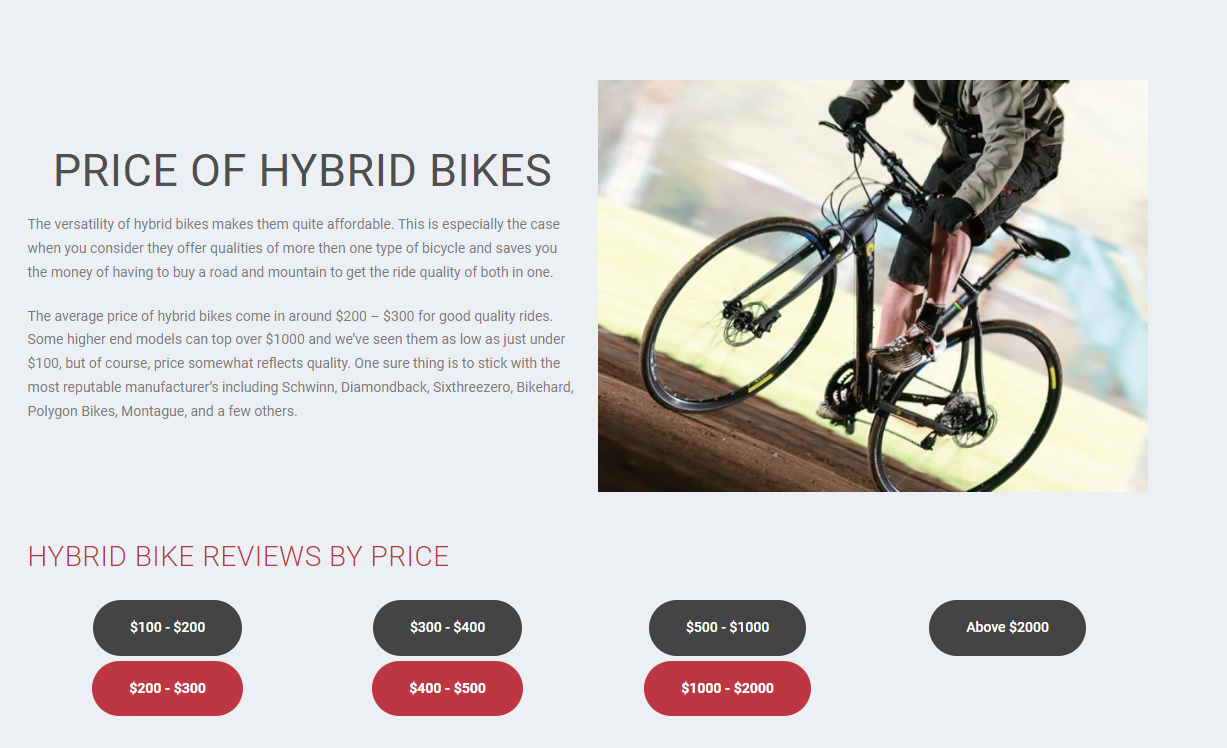 PRICE OF HYBRID BIKES
The versatility of hybrid bikes makes them quite affordable. This is especially the case
when you consider they offer qualities of more then one type of bicycle and saves you
the money of having to buy a road and mountain to get the ride quality of both in one.
The average price of hybrid bikes come in around $200 – $300 for good quality rides.
Some higher end models can top over $1000 and we’ve seen them as low as just under
$100, but of course, price somewhat reflects quality. One sure thing is to stick with the
most reputable manufacturer’s including Schwinn, Diamondback, Sixthreezero, Bikehard,
Polygon Bikes, Montague, and a few others.
HYBRID BIKE REVIEWS BY PRICE
$100 - $200
$300 - $400
$500 - $1000
Above $2000
$200 - $300
$400 - $500
$1000 - $2000